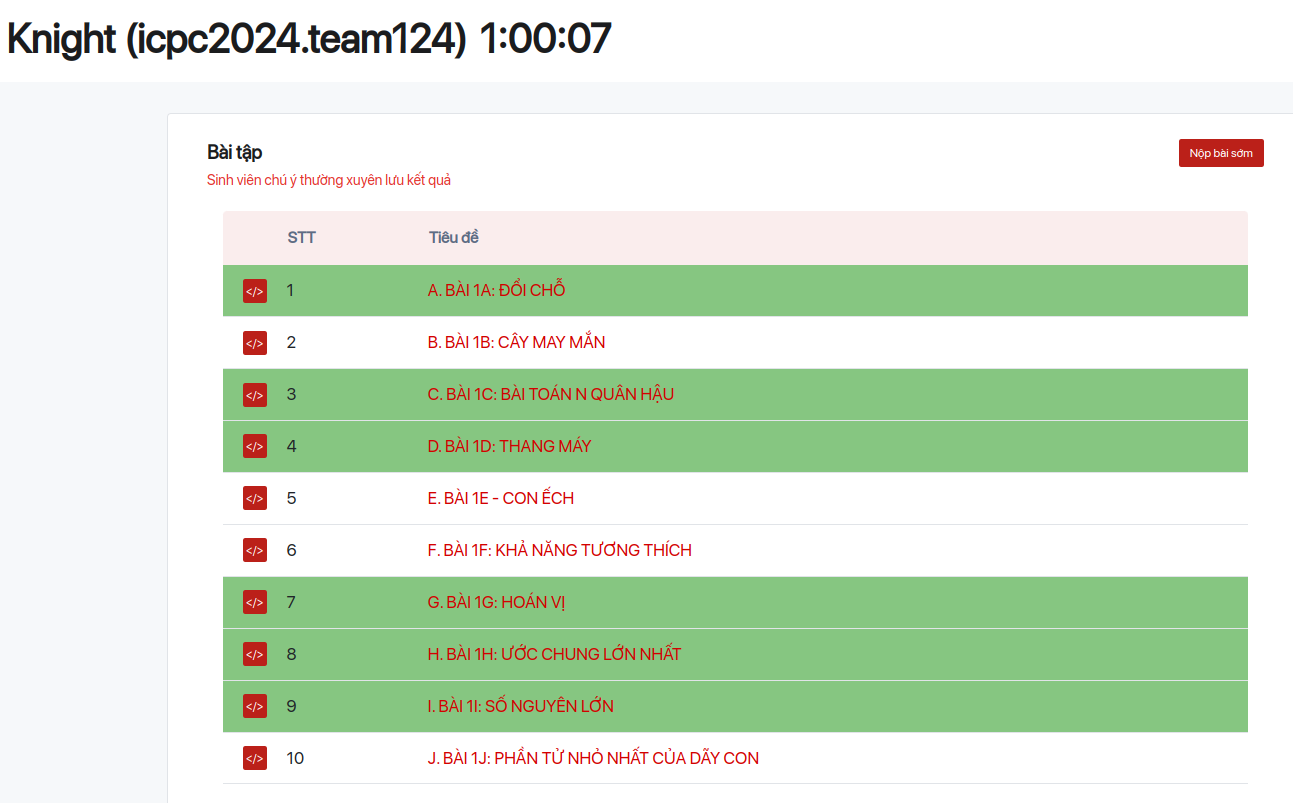 Knight (icpc2024.team124) 1:00:07
Bài tập
Nộp bài sớm
Sinh viên chú ý thường xuyên lưu kết quả
STT Tiêu đề
</> 1 A. BÀI 1A: ĐỔI CHỖ
</> 2 B. BÀI 1B: CÂY MAY MẮN
</> 3 C. BÀI 1C: BÀI TOÁN N QUÂN HẬU
</> 4 D. BÀI 1D: THANG MÁY
</> 5 E. BÀI 1E - CON ẾCH
</> 6 F. BÀI 1F: KHẢ NĂNG TƯƠNG THÍCH
</> 7 G. BÀI 1G: HOÁN VỊ
</> 8 H. BÀI 1H: ƯỚC CHUNG LỚN NHẤT
</> 9 I. BÀI 1I: SỐ NGUYÊN LỚN
</> 10 J. BÀI 1J: PHẦN TỬ NHỎ NHẤT CỦA DÃY CON